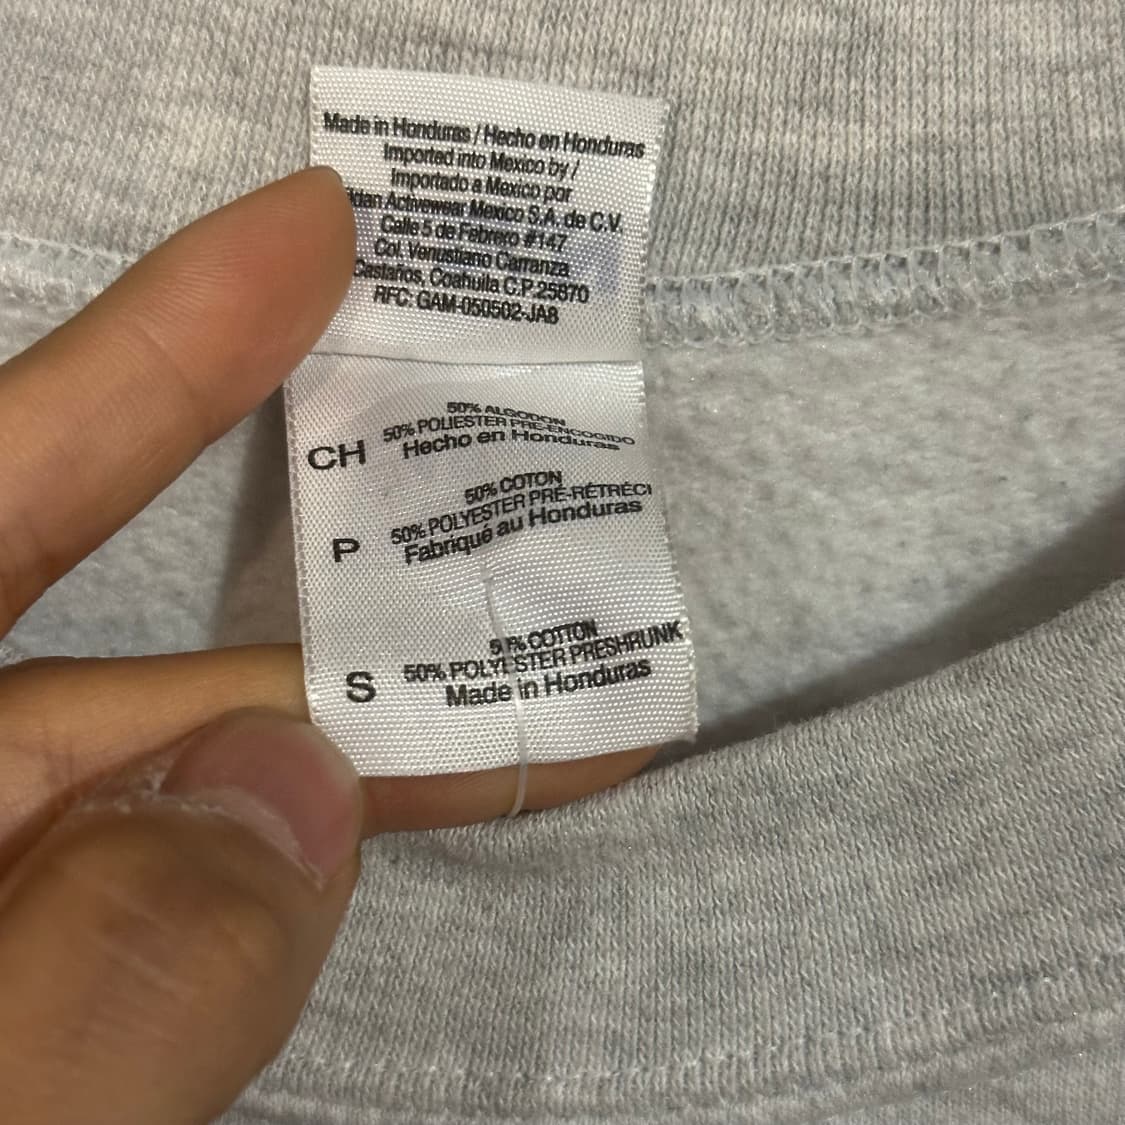 Made in Honduras / Hecho en Honduras
Imported into Mexico by /
Importado a Mexico por
Activewear Mexico S.A. de C.V.
Calle 5 de Febrero #147
Col. Venustiano Carranza
Castaños, Coahuila C.P.25870
RFC: GAM-050502-JA8
50% ALGODON
50% POLIESTER PRE-ENCOGIDO
CH Hecho en Honduras
50% COTON
50% POLYESTER PRÉ-RÉTRÉCI
P Fabriqué au Honduras
50% COTTON
50% POLYESTER PRESHRUNK
S Made in Honduras